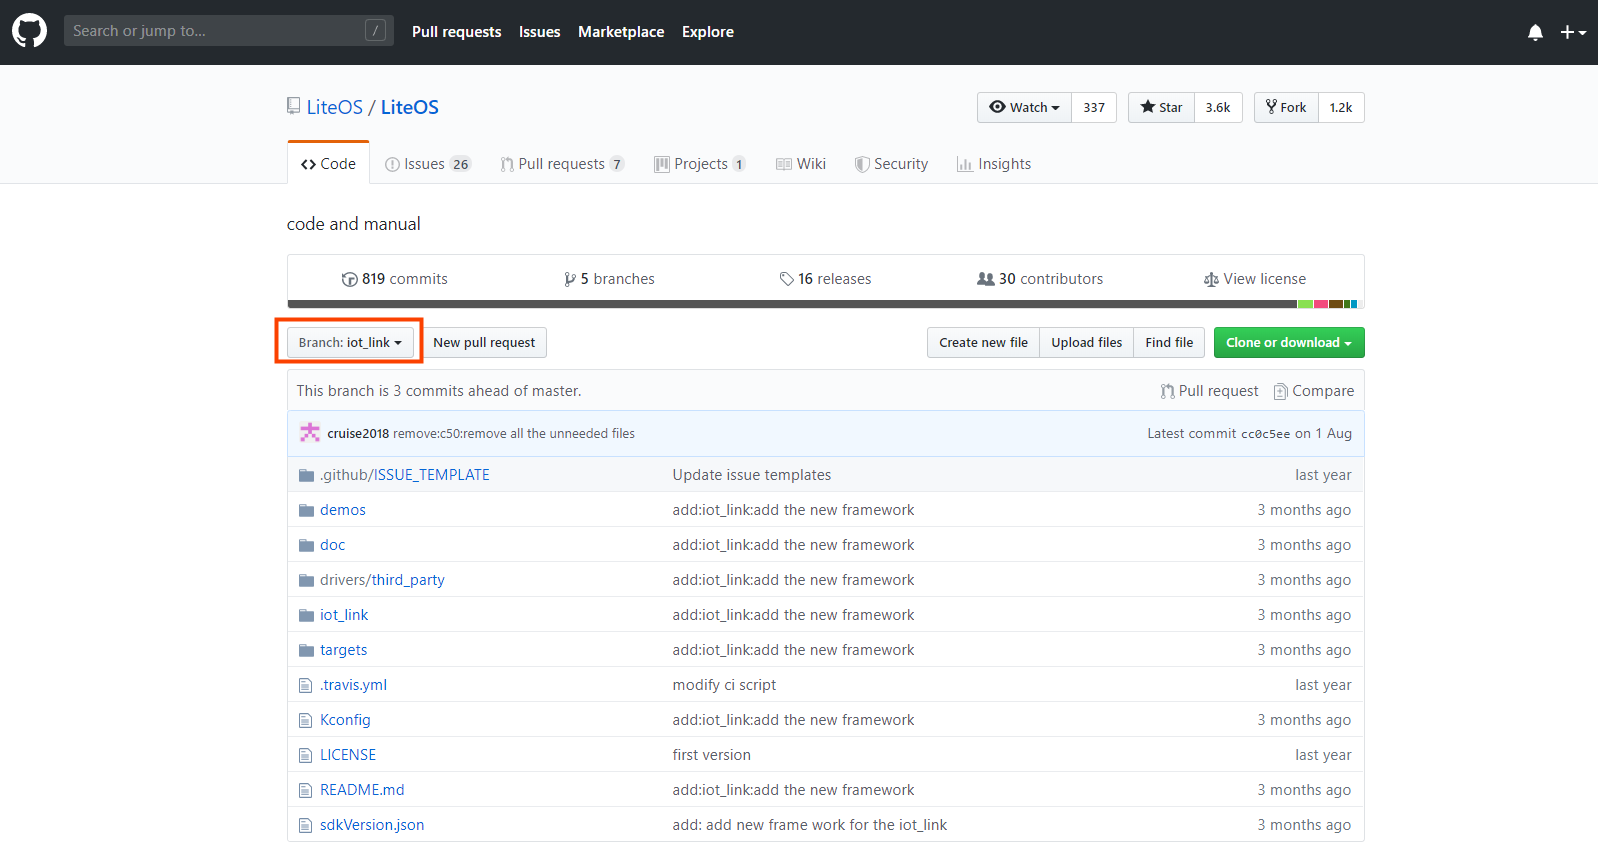 Search or jump to... / Pull requests Issues Marketplace Explore
LiteOS / LiteOS Watch 337 Star 3.6k Fork 1.2k
Code Issues 26 Pull requests 7 Projects 1 Wiki Security Insights
code and manual
819 commits 5 branches 16 releases 30 contributors View license
Branch: iot_link New pull request Create new file Upload files Find file Clone or download
This branch is 3 commits ahead of master. Pull request Compare
cruise2018 remove:c50:remove all the unneeded files Latest commit cc0c5ee on 1 Aug
.github/ISSUE_TEMPLATE Update issue templates last year
demos add:iot_link:add the new framework 3 months ago
doc add:iot_link:add the new framework 3 months ago
drivers/third_party add:iot_link:add the new framework 3 months ago
iot_link add:iot_link:add the new framework 3 months ago
targets add:iot_link:add the new framework 3 months ago
.travis.yml modify ci script last year
Kconfig add:iot_link:add the new framework 3 months ago
LICENSE first version last year
README.md add:iot_link:add the new framework 3 months ago
sdkVersion.json add: add new frame work for the iot_link 3 months ago